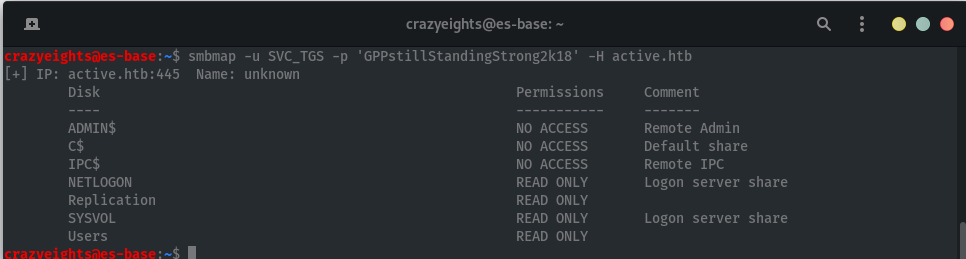 crazyeights@es-base: ~
crazyeights@es-base:~$ smbmap -u SVC_TGS -p 'GPPstillStandingStrong2k18' -H active.htb
[+] IP: active.htb:445  Name: unknown
Disk Permissions Comment
---- ----------- -------
ADMIN$ NO ACCESS Remote Admin
C$ NO ACCESS Default share
IPC$ NO ACCESS Remote IPC
NETLOGON READ ONLY Logon server share
Replication READ ONLY
SYSVOL READ ONLY Logon server share
Users READ ONLY
crazyeights@es-base:~$